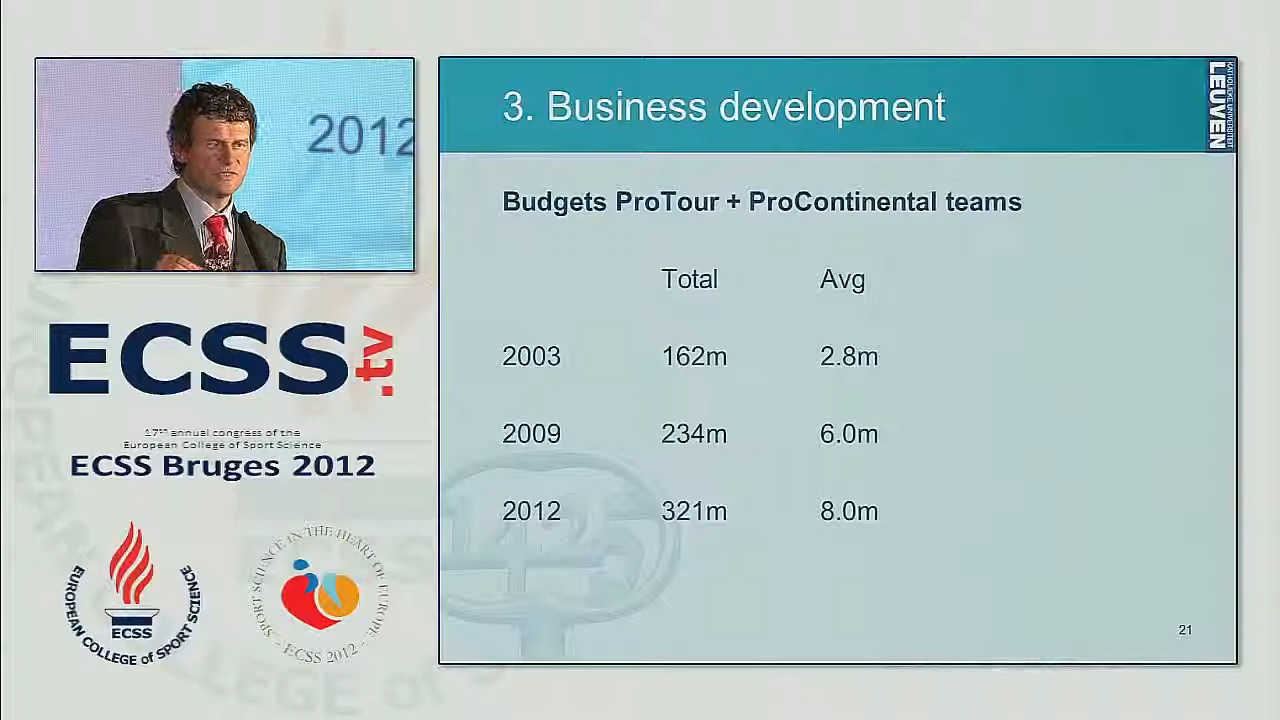 2012
ECSS.tv
17th annual congress of the
European College of Sport Science
ECSS Bruges 2012
EUROPEAN COLLEGE of SPORT SCIENCE
ECSS
SPORT SCIENCE IN THE HEART OF EUROPE
- ECSS 2012 -
3. Business development
KATHOLIEKE UNIVERSITEIT
LEUVEN
Budgets ProTour + ProContinental teams
Total Avg
2003 162m 2.8m
2009 234m 6.0m
2012 321m 8.0m
21